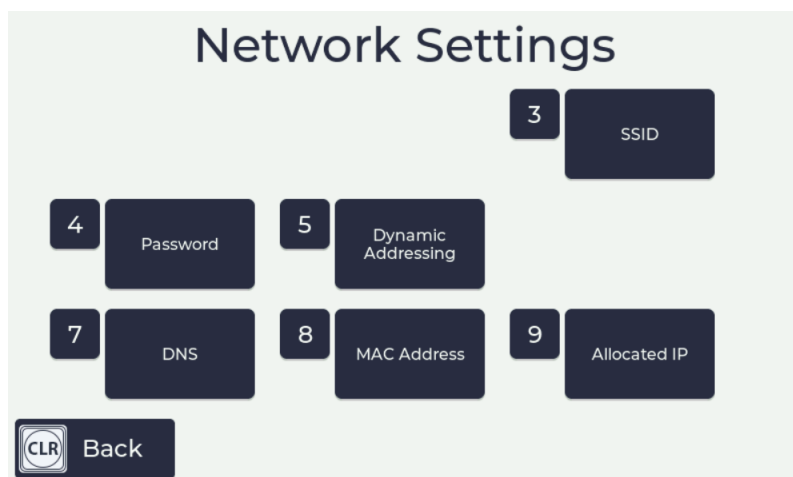 Network Settings
3
SSID
4
Password
5
Dynamic
Addressing
7
DNS
8
MAC Address
9
Allocated IP
CLR
Back